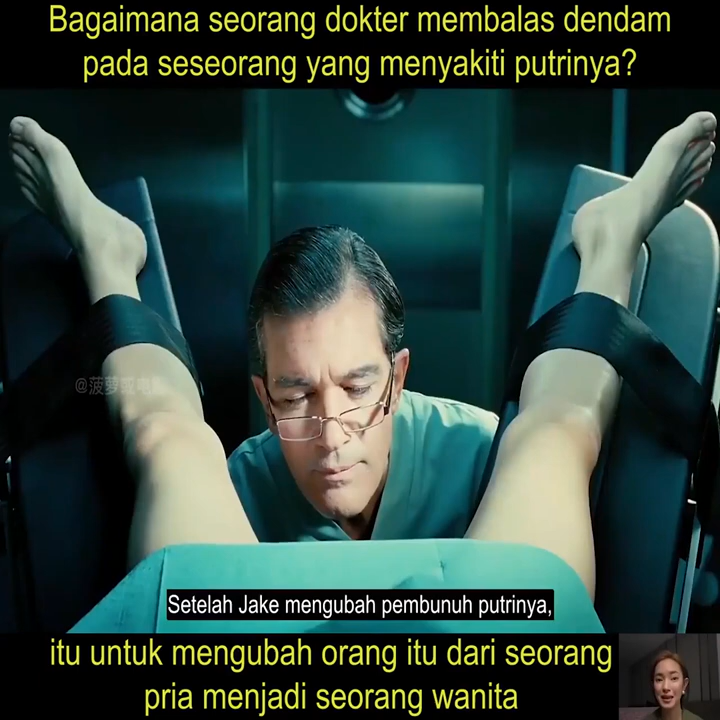 Bagaimana seorang dokter membalas dendam
pada seseorang yang menyakiti putrinya?
Setelah Jake mengubah pembunuh putrinya,
itu untuk mengubah orang itu dari seorang
pria menjadi seorang wanita